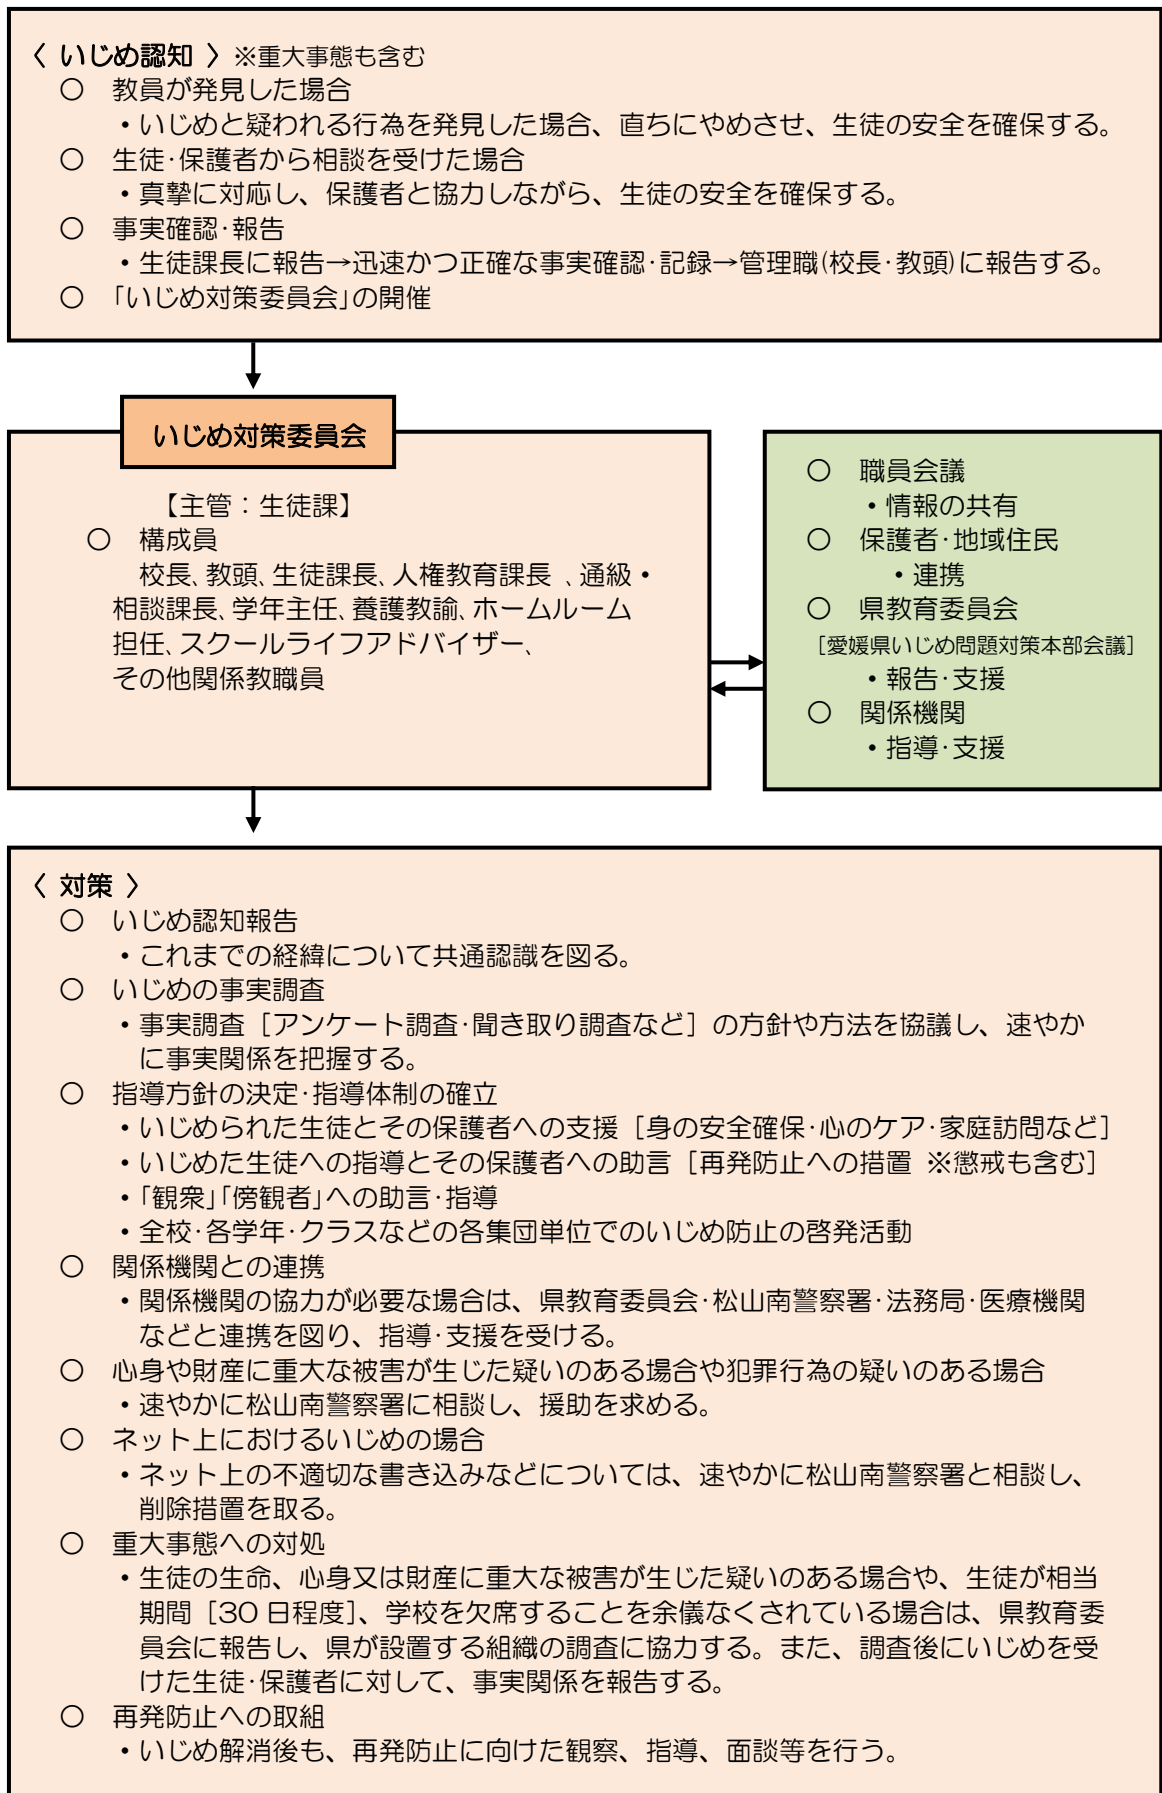 〈 いじめ認知 〉※重大事態も含む
○ 教員が発見した場合
・いじめと疑われる行為を発見した場合、直ちにやめさせ、生徒の安全を確保する。
○ 生徒･保護者から相談を受けた場合
・真摯に対応し、保護者と協力しながら、生徒の安全を確保する。
○ 事実確認･報告
・生徒課長に報告→迅速かつ正確な事実確認･記録→管理職(校長･教頭)に報告する。
○ 「いじめ対策委員会」の開催
いじめ対策委員会
【主管：生徒課】
○ 構成員
校長､教頭､生徒課長､人権教育課長 ､通級・
相談課長､学年主任､養護教諭､ホームルーム
担任､スクールライフアドバイザー､
その他関係教職員
○ 職員会議
・情報の共有
○ 保護者･地域住民
・連携
○ 県教育委員会
［愛媛県いじめ問題対策本部会議］
・報告･支援
○ 関係機関
・指導･支援
〈 対策 〉
○ いじめ認知報告
・これまでの経緯について共通認識を図る。
○ いじめの事実調査
・事実調査［アンケート調査･聞き取り調査など］の方針や方法を協議し、速やか
に事実関係を把握する。
○ 指導方針の決定･指導体制の確立
・いじめられた生徒とその保護者への支援［身の安全確保･心のケア･家庭訪問など］
・いじめた生徒への指導とその保護者への助言［再発防止への措置 ※懲戒も含む］
・｢観衆｣｢傍観者｣への助言･指導
・全校･各学年･クラスなどの各集団単位でのいじめ防止の啓発活動
○ 関係機関との連携
・関係機関の協力が必要な場合は、県教育委員会･松山南警察署･法務局･医療機関
などと連携を図り、指導･支援を受ける。
○ 心身や財産に重大な被害が生じた疑いのある場合や犯罪行為の疑いのある場合
・速やかに松山南警察署に相談し、援助を求める。
○ ネット上におけるいじめの場合
・ネット上の不適切な書き込みなどについては、速やかに松山南警察署と相談し、
削除措置を取る。
○ 重大事態への対処
・生徒の生命、心身又は財産に重大な被害が生じた疑いのある場合や、生徒が相当
期間［30 日程度］、学校を欠席することを余儀なくされている場合は、県教育委
員会に報告し、県が設置する組織の調査に協力する。また、調査後にいじめを受
けた生徒･保護者に対して、事実関係を報告する。
○ 再発防止への取組
・いじめ解消後も、再発防止に向けた観察、指導、面談等を行う。